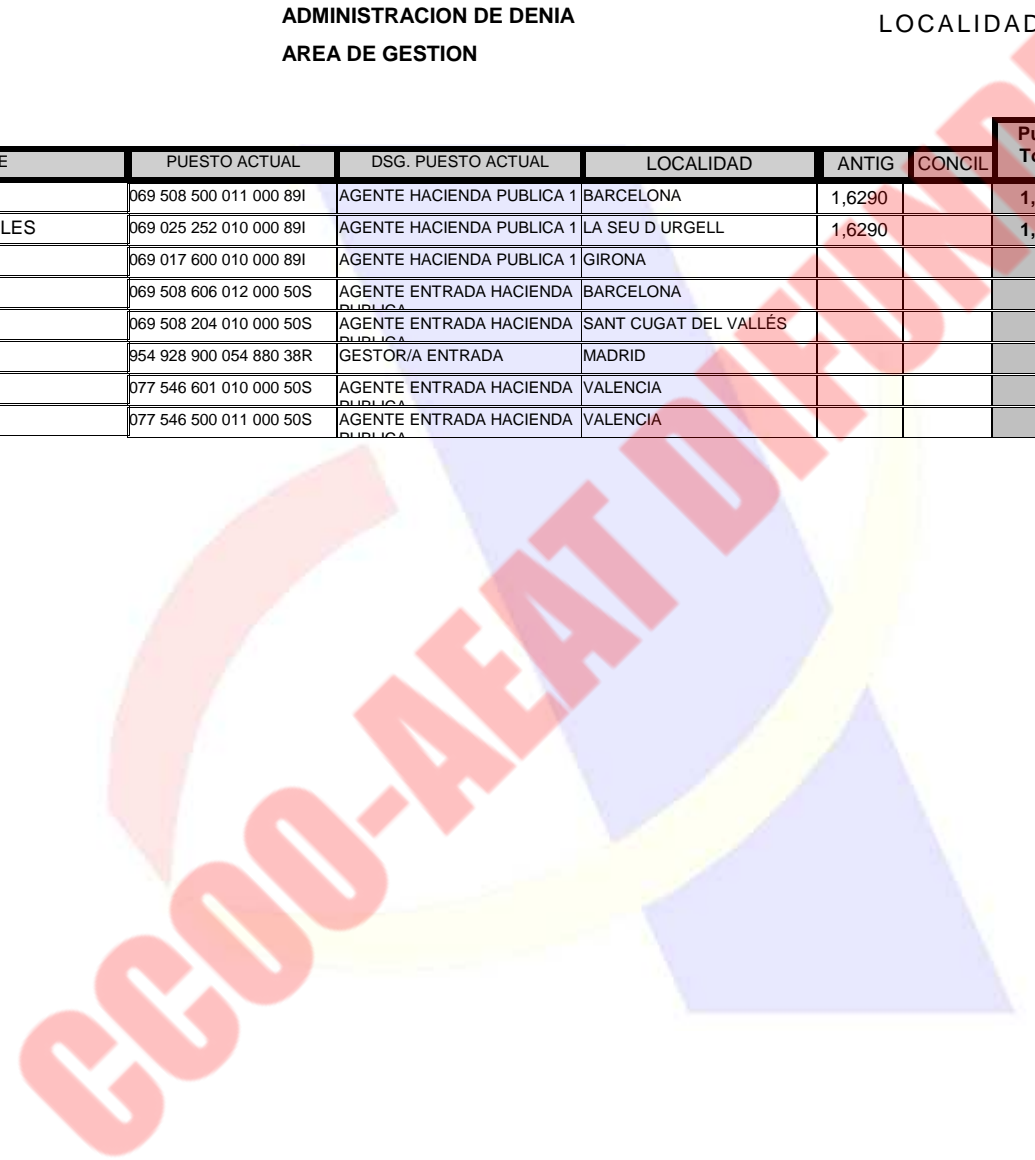 ADMINISTRACION DE DENIA
LOCALIDAD
AREA DE GESTION
E PUESTO ACTUAL DSG. PUESTO ACTUAL LOCALIDAD ANTIG CONCIL
069 508 500 011 000 89I AGENTE HACIENDA PUBLICA 1 BARCELONA 1,6290 1,
LES 069 025 252 010 000 89I AGENTE HACIENDA PUBLICA 1 LA SEU D URGELL 1,6290 1,
069 017 600 010 000 89I AGENTE HACIENDA PUBLICA 1 GIRONA
069 508 606 012 000 50S AGENTE ENTRADA HACIENDA PUBLICA BARCELONA
069 508 204 010 000 50S AGENTE ENTRADA HACIENDA PUBLICA SANT CUGAT DEL VALLÉS
954 928 900 054 880 38R GESTOR/A ENTRADA MADRID
077 546 601 010 000 50S AGENTE ENTRADA HACIENDA PUBLICA VALENCIA
077 546 500 011 000 50S AGENTE ENTRADA HACIENDA PUBLICA VALENCIA
CCOO-AEAT DIFUN